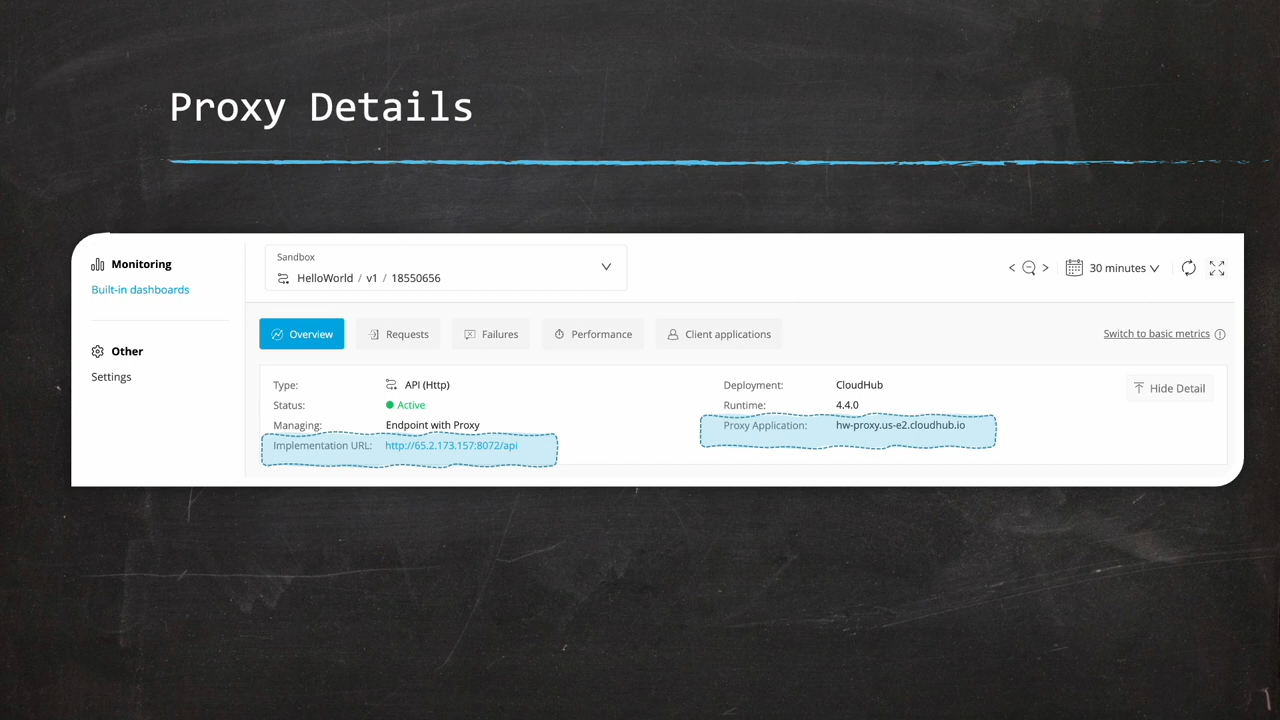 Proxy Details
Monitoring
Built-in dashboards
Other
Settings
Sandbox
HelloWorld / v1 / 18550656
30 minutes
Overview
Requests
Failures
Performance
Client applications
Switch to basic metrics
Type: API (Http)
Status: Active
Managing: Endpoint with Proxy
Implementation URL: http://65.2.173.157:8072/api
Deployment: CloudHub
Runtime: 4.4.0
Proxy Application: hw-proxy.us-e2.cloudhub.io
Hide Detail